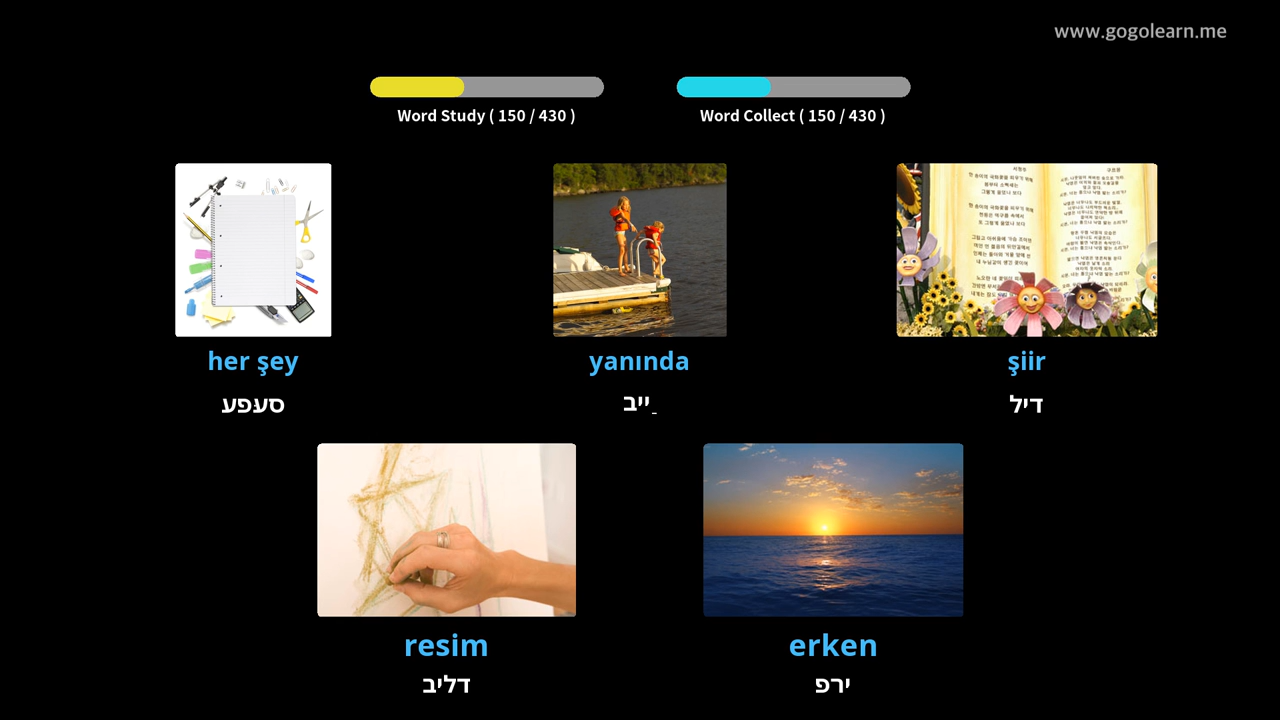 www.gogolearn.me
Word Study ( 150 / 430 )
Word Collect ( 150 / 430 )
her şey
yanında
şiir
סעפע
ַייב
דיל
resim
erken
דליב
ירפ